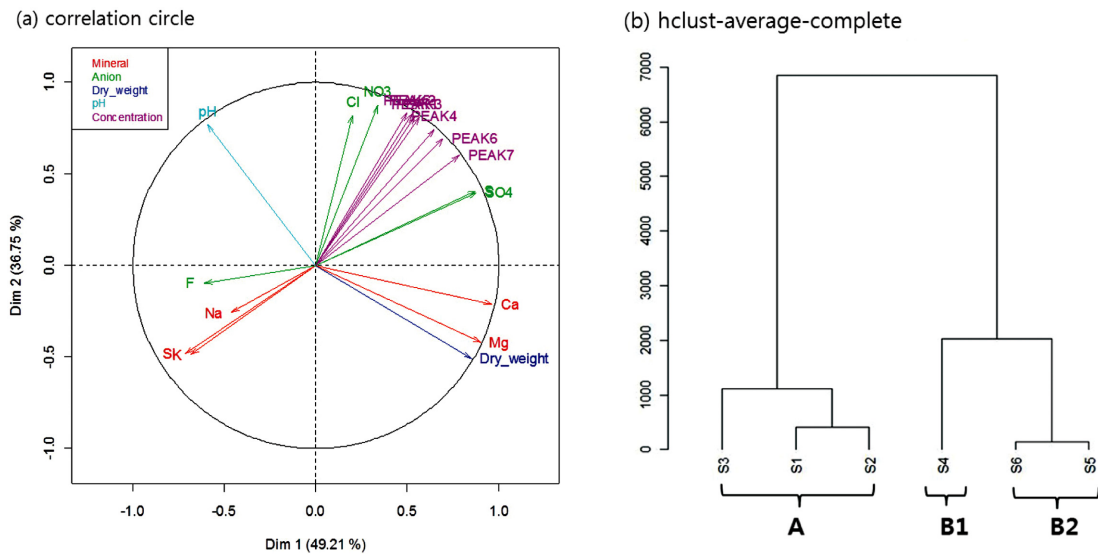 (a) correlation circle
Mineral
Anion
Dry_weight
pH
Concentration
pH
Cl
NO3
PEAK4
PEAK6
PEAK7
SO4
F
Na
SK
Ca
Mg
Dry_weight
1.0
0.5
0.0
-0.5
-1.0
Dim 2 (36.75 %)
-1.0 -0.5 0.0 0.5 1.0
Dim 1 (49.21 %)
(b) hclust-average-complete
7000
6000
5000
4000
3000
2000
1000
0
S3 S1 S2 S4 S6 S5
A B1 B2